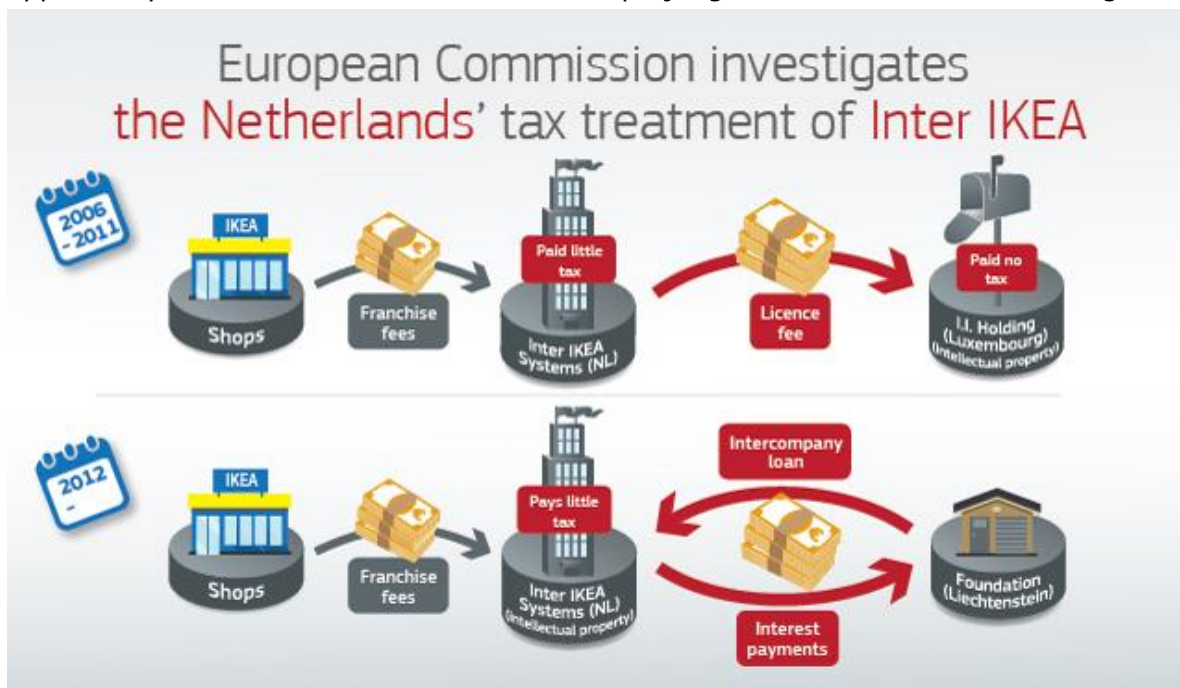 European Commission investigates
the Netherlands' tax treatment of Inter IKEA
2006
- 2011
IKEA
Shops
Franchise
fees
Paid little
tax
Inter IKEA
Systems (NL)
Licence
fee
Paid no
tax
I.I. Holding
(Luxembourg)
(Intellectual property)
2012
-
IKEA
Shops
Franchise
fees
Pays little
tax
Inter IKEA
Systems (NL)
(Intellectual property)
Intercompany
loan
Interest
payments
Foundation
(Liechtenstein)